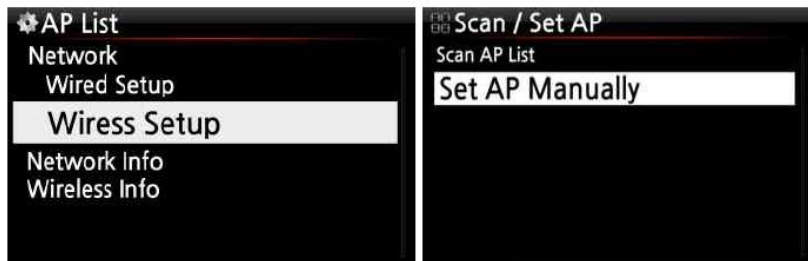 AP List
Network
Wired Setup
Wiress Setup
Network Info
Wireless Info
Scan / Set AP
Scan AP List
Set AP Manually